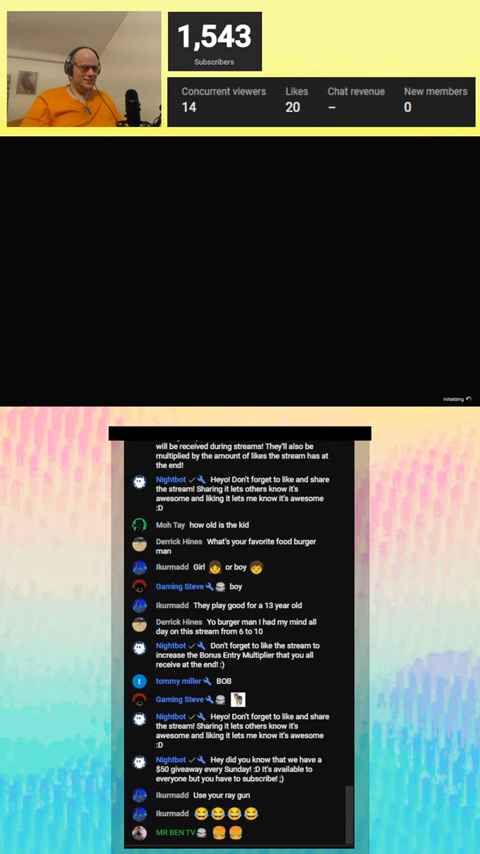 1,543
Subscribers
Concurrent viewers
14
Likes
20
Chat revenue
–
New members
0
Initializing
will be received during streams! They'll also be
multiplied by the amount of likes the stream has at
the end!
Nightbot Heyo! Don't forget to like and share
the stream! Sharing it lets others know it's
awesome and liking it lets me know it's awesome
:D
Moh Tay how old is the kid
Derrick Hines What's your favorite food burger
man
Ikurmadd Girl 👧 or boy 🧒
Gaming Steve boy
Ikurmadd They play good for a 13 year old
Derrick Hines Yo burger man I had my mind all
day on this stream from 6 to 10
Nightbot Don't forget to like the stream to
increase the Bonus Entry Multiplier that you all
receive at the end! :)
t tommy miller BOB
Gaming Steve
Nightbot Heyo! Don't forget to like and share
the stream! Sharing it lets others know it's
awesome and liking it lets me know it's awesome
:D
Nightbot Hey did you know that we have a
$50 giveaway every Sunday! :D It's available to
everyone but you have to subscribe! ;)
Ikurmadd Use your ray gun
Ikurmadd 😂😂😂😂
MR BEN TV 🍔🍔